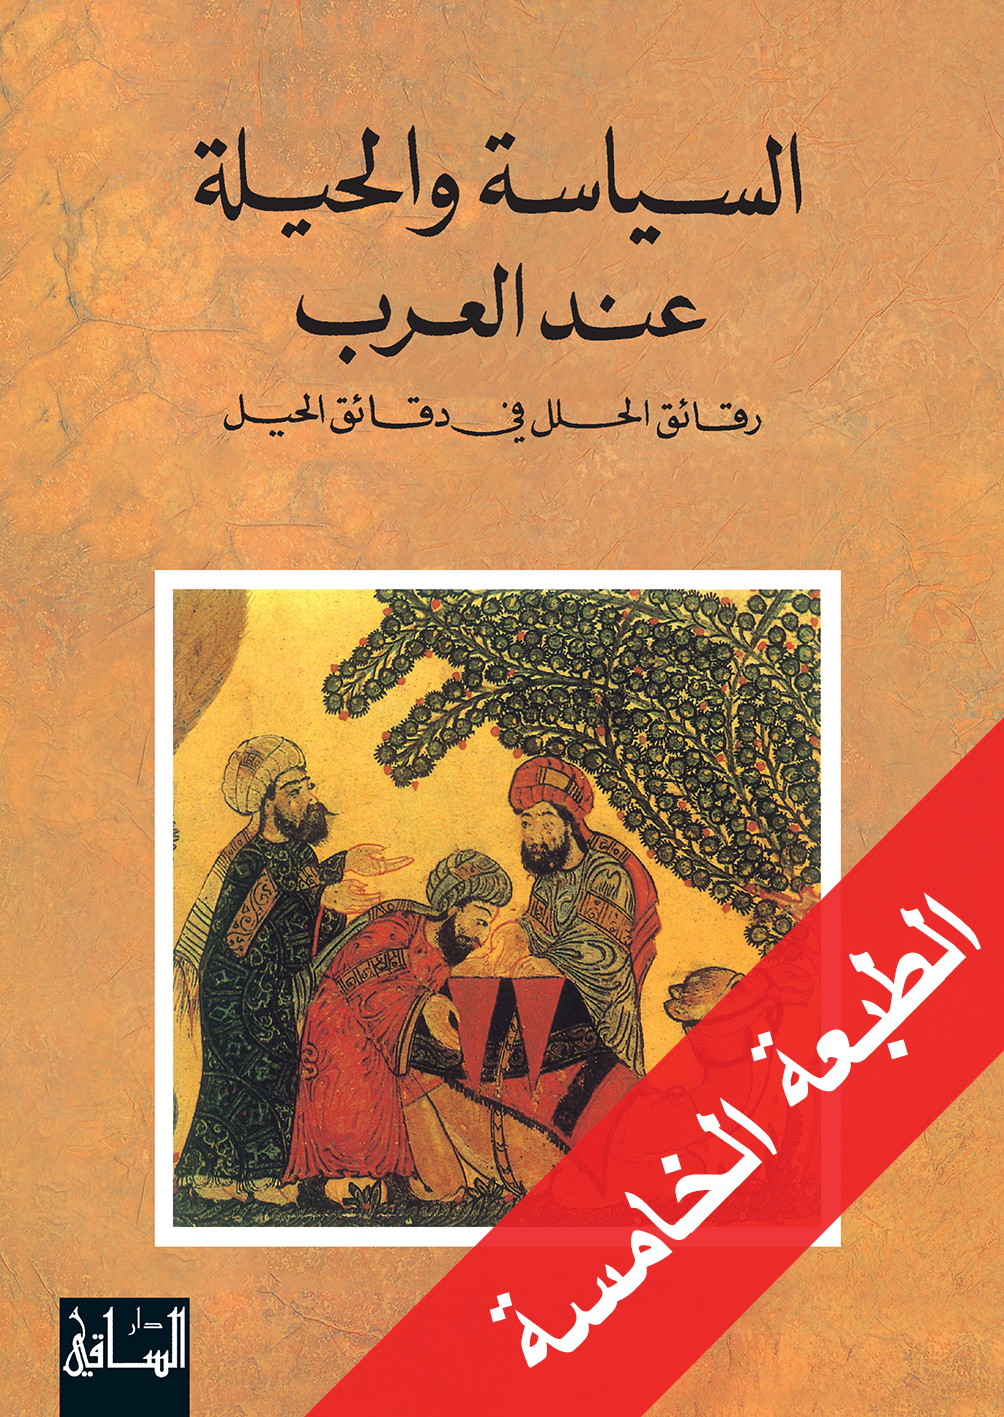 السياسة والحيلة
عند العرب
رقائق الحلل في دقائق الحيل
الطبعة الخامسة
دار
الساقي